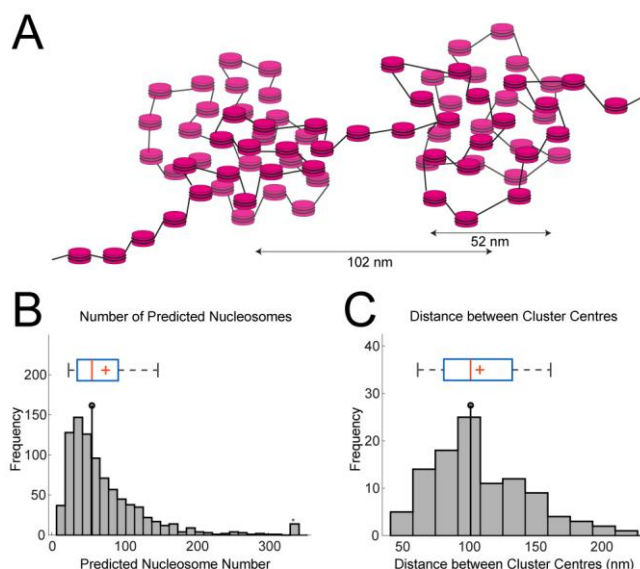 A
52 nm
102 nm
B
Number of Predicted Nucleosomes
200
150
100
50
0
Frequency
0 100 200 300
Predicted Nucleosome Number
*
C
Distance between Cluster Centres
40
30
20
10
0
Frequency
50 100 150 200
Distance between Cluster Centres (nm)